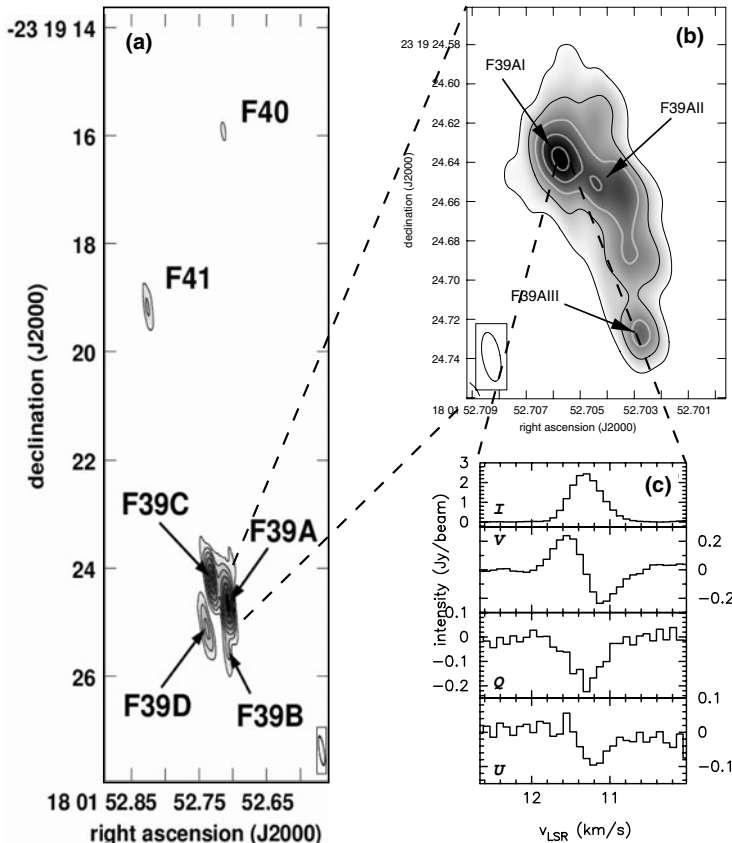 (a)
-23 19 14
16
18
20
22
24
26
declination (J2000)
F40
F41
F39C
F39A
F39D
F39B
18 01 52.85
52.75
52.65
right ascension (J2000)
(b)
23 19 24.58
24.60
24.62
24.64
24.66
24.68
24.70
24.72
24.74
declination (J2000)
F39AI
F39AII
F39AIII
18 01 52.709
52.707
52.705
52.703
52.701
right ascension (J2000)
(c)
3
2
1
0
I
0.2
0
-0.2
V
0.1
0
-0.1
-0.2
Q
0.1
0
-0.1
U
intensity (Jy/beam)
12
11
vLSR (km/s)